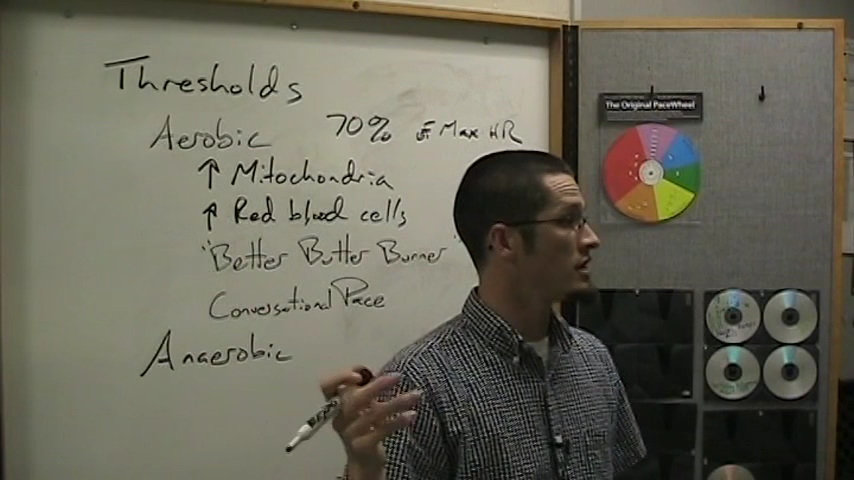 Thresholds
Aerobic 70% of Max HR
↑ Mitochondria
↑ Red blood cells
"Better Butter Burner"
Conversational Pace
Anaerobic
The Original PaceWheel